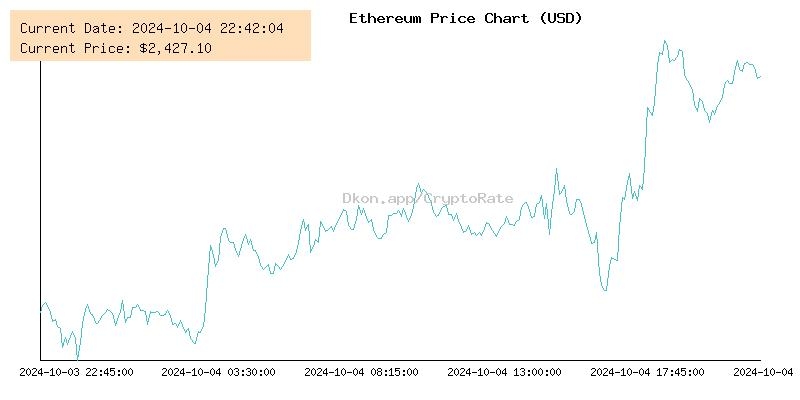 Ethereum Price Chart (USD)
Current Date: 2024-10-04 22:42:04
Current Price: $2,427.10
Dkon.app/CryptoRate
2024-10-03 22:45:00 2024-10-04 03:30:00 2024-10-04 08:15:00 2024-10-04 13:00:00 2024-10-04 17:45:00 2024-10-04